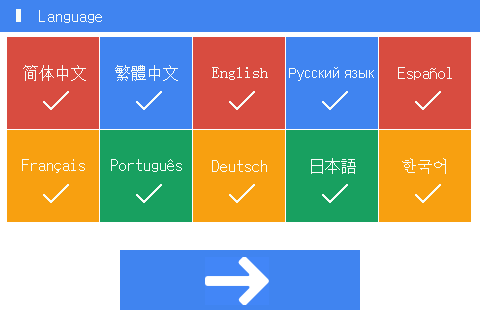 Language
简体中文
繁體中文
English
Русский язык
Español
Français
Português
Deutsch
日本語
한국어